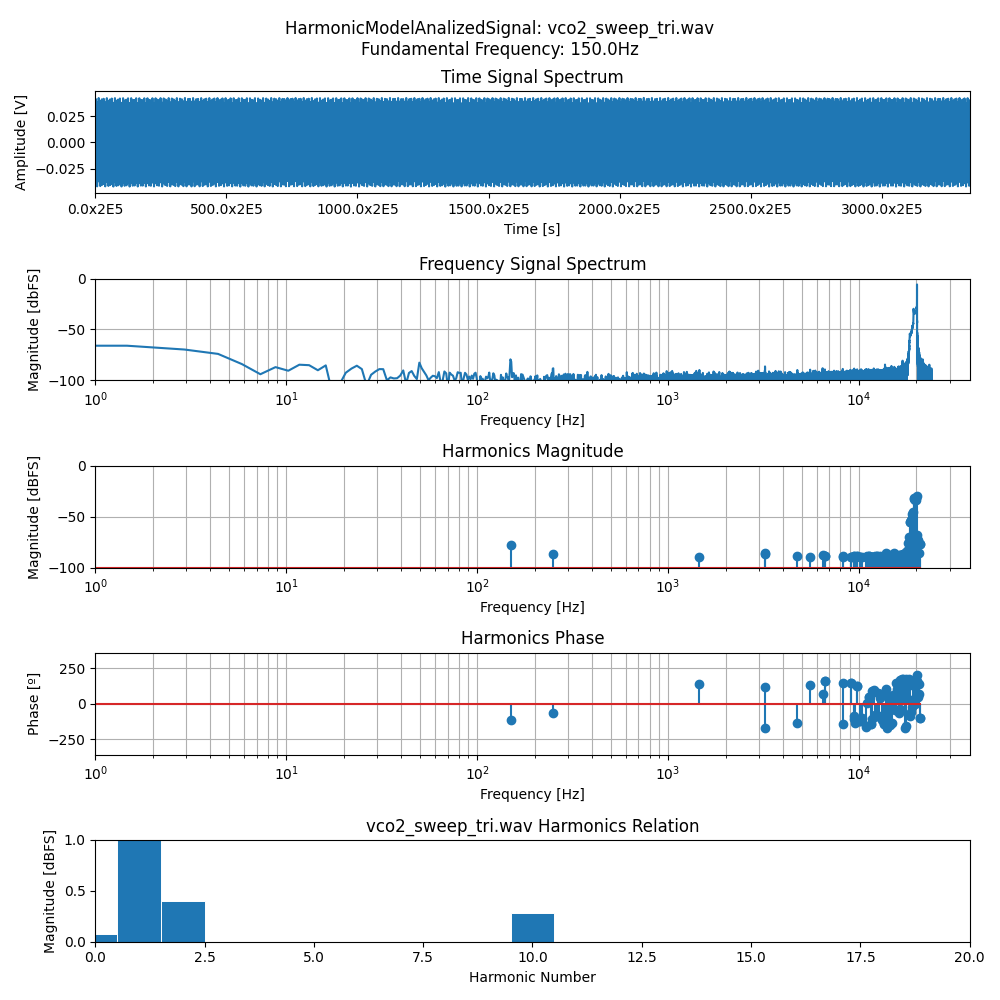 HarmonicModelAnalizedSignal: vco2_sweep_tri.wav
Fundamental Frequency: 150.0Hz
Time Signal Spectrum
Amplitude [V]
0.025
0.000
−0.025
0.0x2E5 500.0x2E5 1000.0x2E5 1500.0x2E5 2000.0x2E5 2500.0x2E5 3000.0x2E5
Time [s]
Frequency Signal Spectrum
Magnitude [dbFS]
0
−50
−100
10^0 10^1 10^2 10^3 10^4
Frequency [Hz]
Harmonics Magnitude
Magnitude [dBFS]
0
−50
−100
10^0 10^1 10^2 10^3 10^4
Frequency [Hz]
Harmonics Phase
Phase [º]
250
0
−250
10^0 10^1 10^2 10^3 10^4
Frequency [Hz]
vco2_sweep_tri.wav Harmonics Relation
Magnitude [dBFS]
1.0
0.5
0.0
0.0 2.5 5.0 7.5 10.0 12.5 15.0 17.5 20.0
Harmonic Number